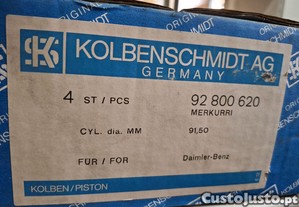 ORIGINAL
KS
KOLBENSCHMIDT AG
GERMANY
4 ST / PCS 92 800 620
MERKURRI
CYL. dia. MM 91,50
FÜR / FOR Daimler-Benz
KOLBEN/PISTON
CustoJusto.pt